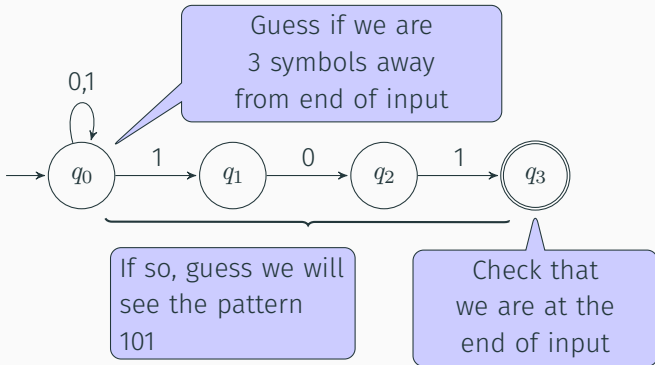 Guess if we are
3 symbols away
from end of input
0,1
1
0
1
q0
q1
q2
q3
If so, guess we will
see the pattern
101
Check that
we are at the
end of input